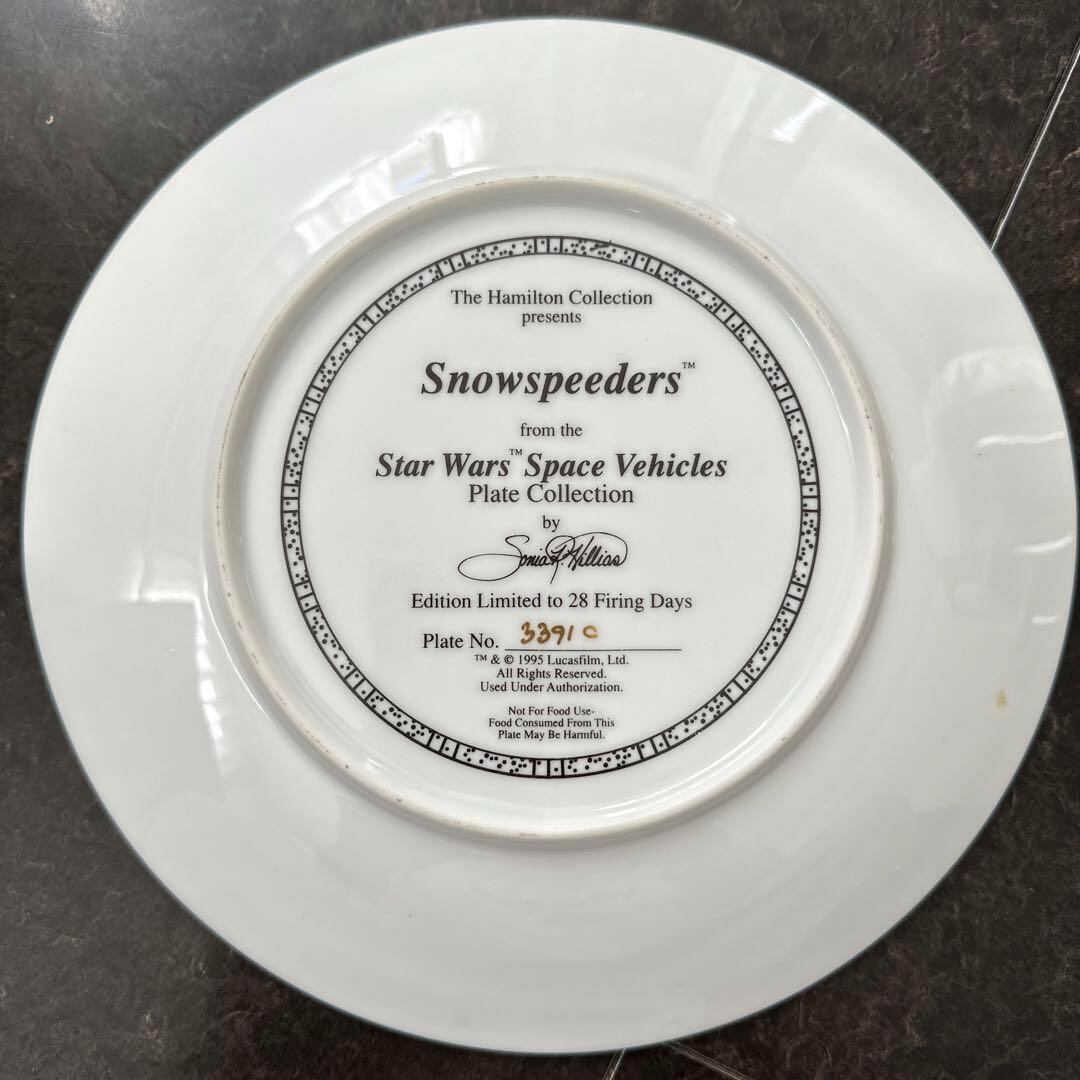 The Hamilton Collection
presents
Snowspeeders™
from the
Star Wars™ Space Vehicles
Plate Collection
by
Sonia R. Hillios
Edition Limited to 28 Firing Days
Plate No. 3391 C
™ & © 1995 Lucasfilm, Ltd.
All Rights Reserved.
Used Under Authorization.
Not For Food Use-
Food Consumed From This
Plate May Be Harmful.